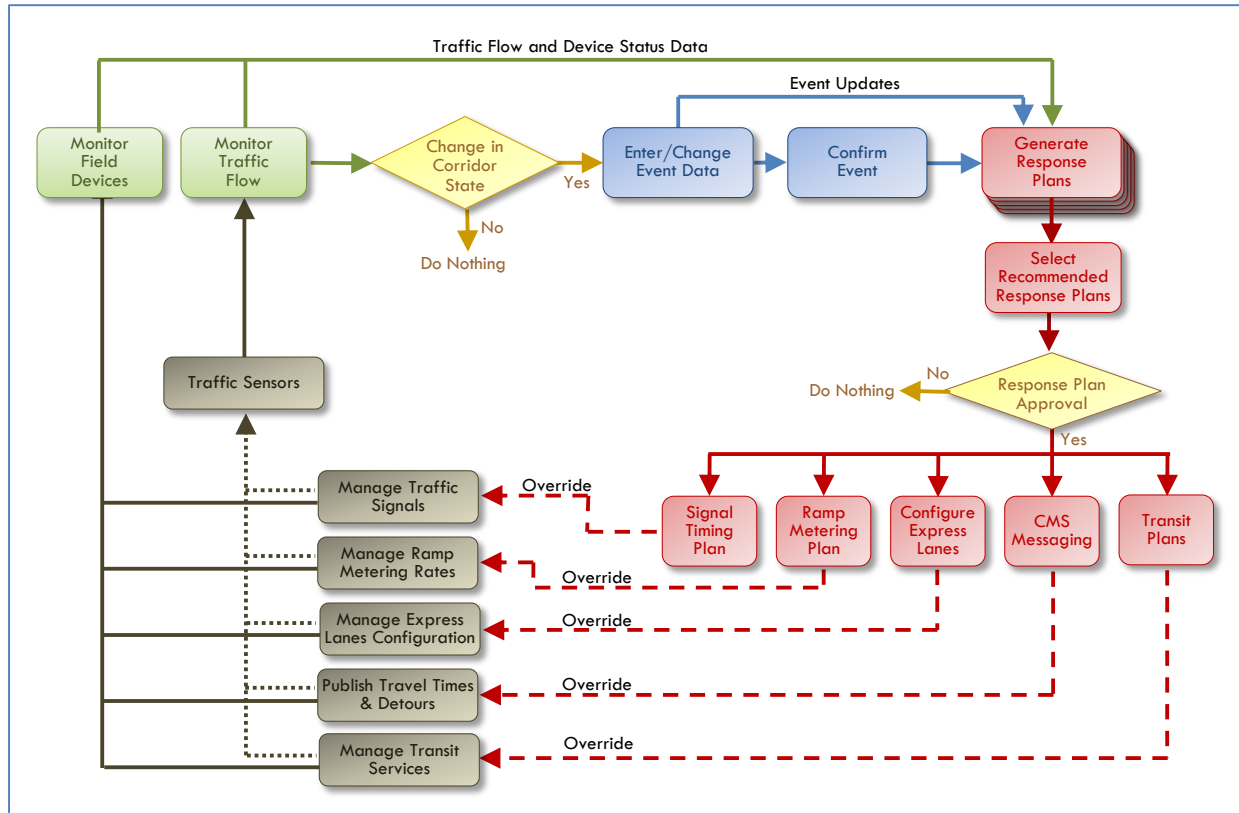 Traffic Flow and Device Status Data
Event Updates
Monitor
Field
Devices
Monitor
Traffic
Flow
Change in
Corridor
State
Yes
No
Do Nothing
Enter/Change
Event Data
Confirm
Event
Generate
Response
Plans
Select
Recommended
Response Plans
Response Plan
Approval
No
Do Nothing
Yes
Traffic Sensors
Signal
Timing
Plan
Ramp
Metering
Plan
Configure
Express
Lanes
CMS
Messaging
Transit
Plans
Manage Traffic
Signals
Override
Manage Ramp
Metering Rates
Override
Manage Express
Lanes Configuration
Override
Publish Travel Times
& Detours
Override
Manage Transit
Services
Override